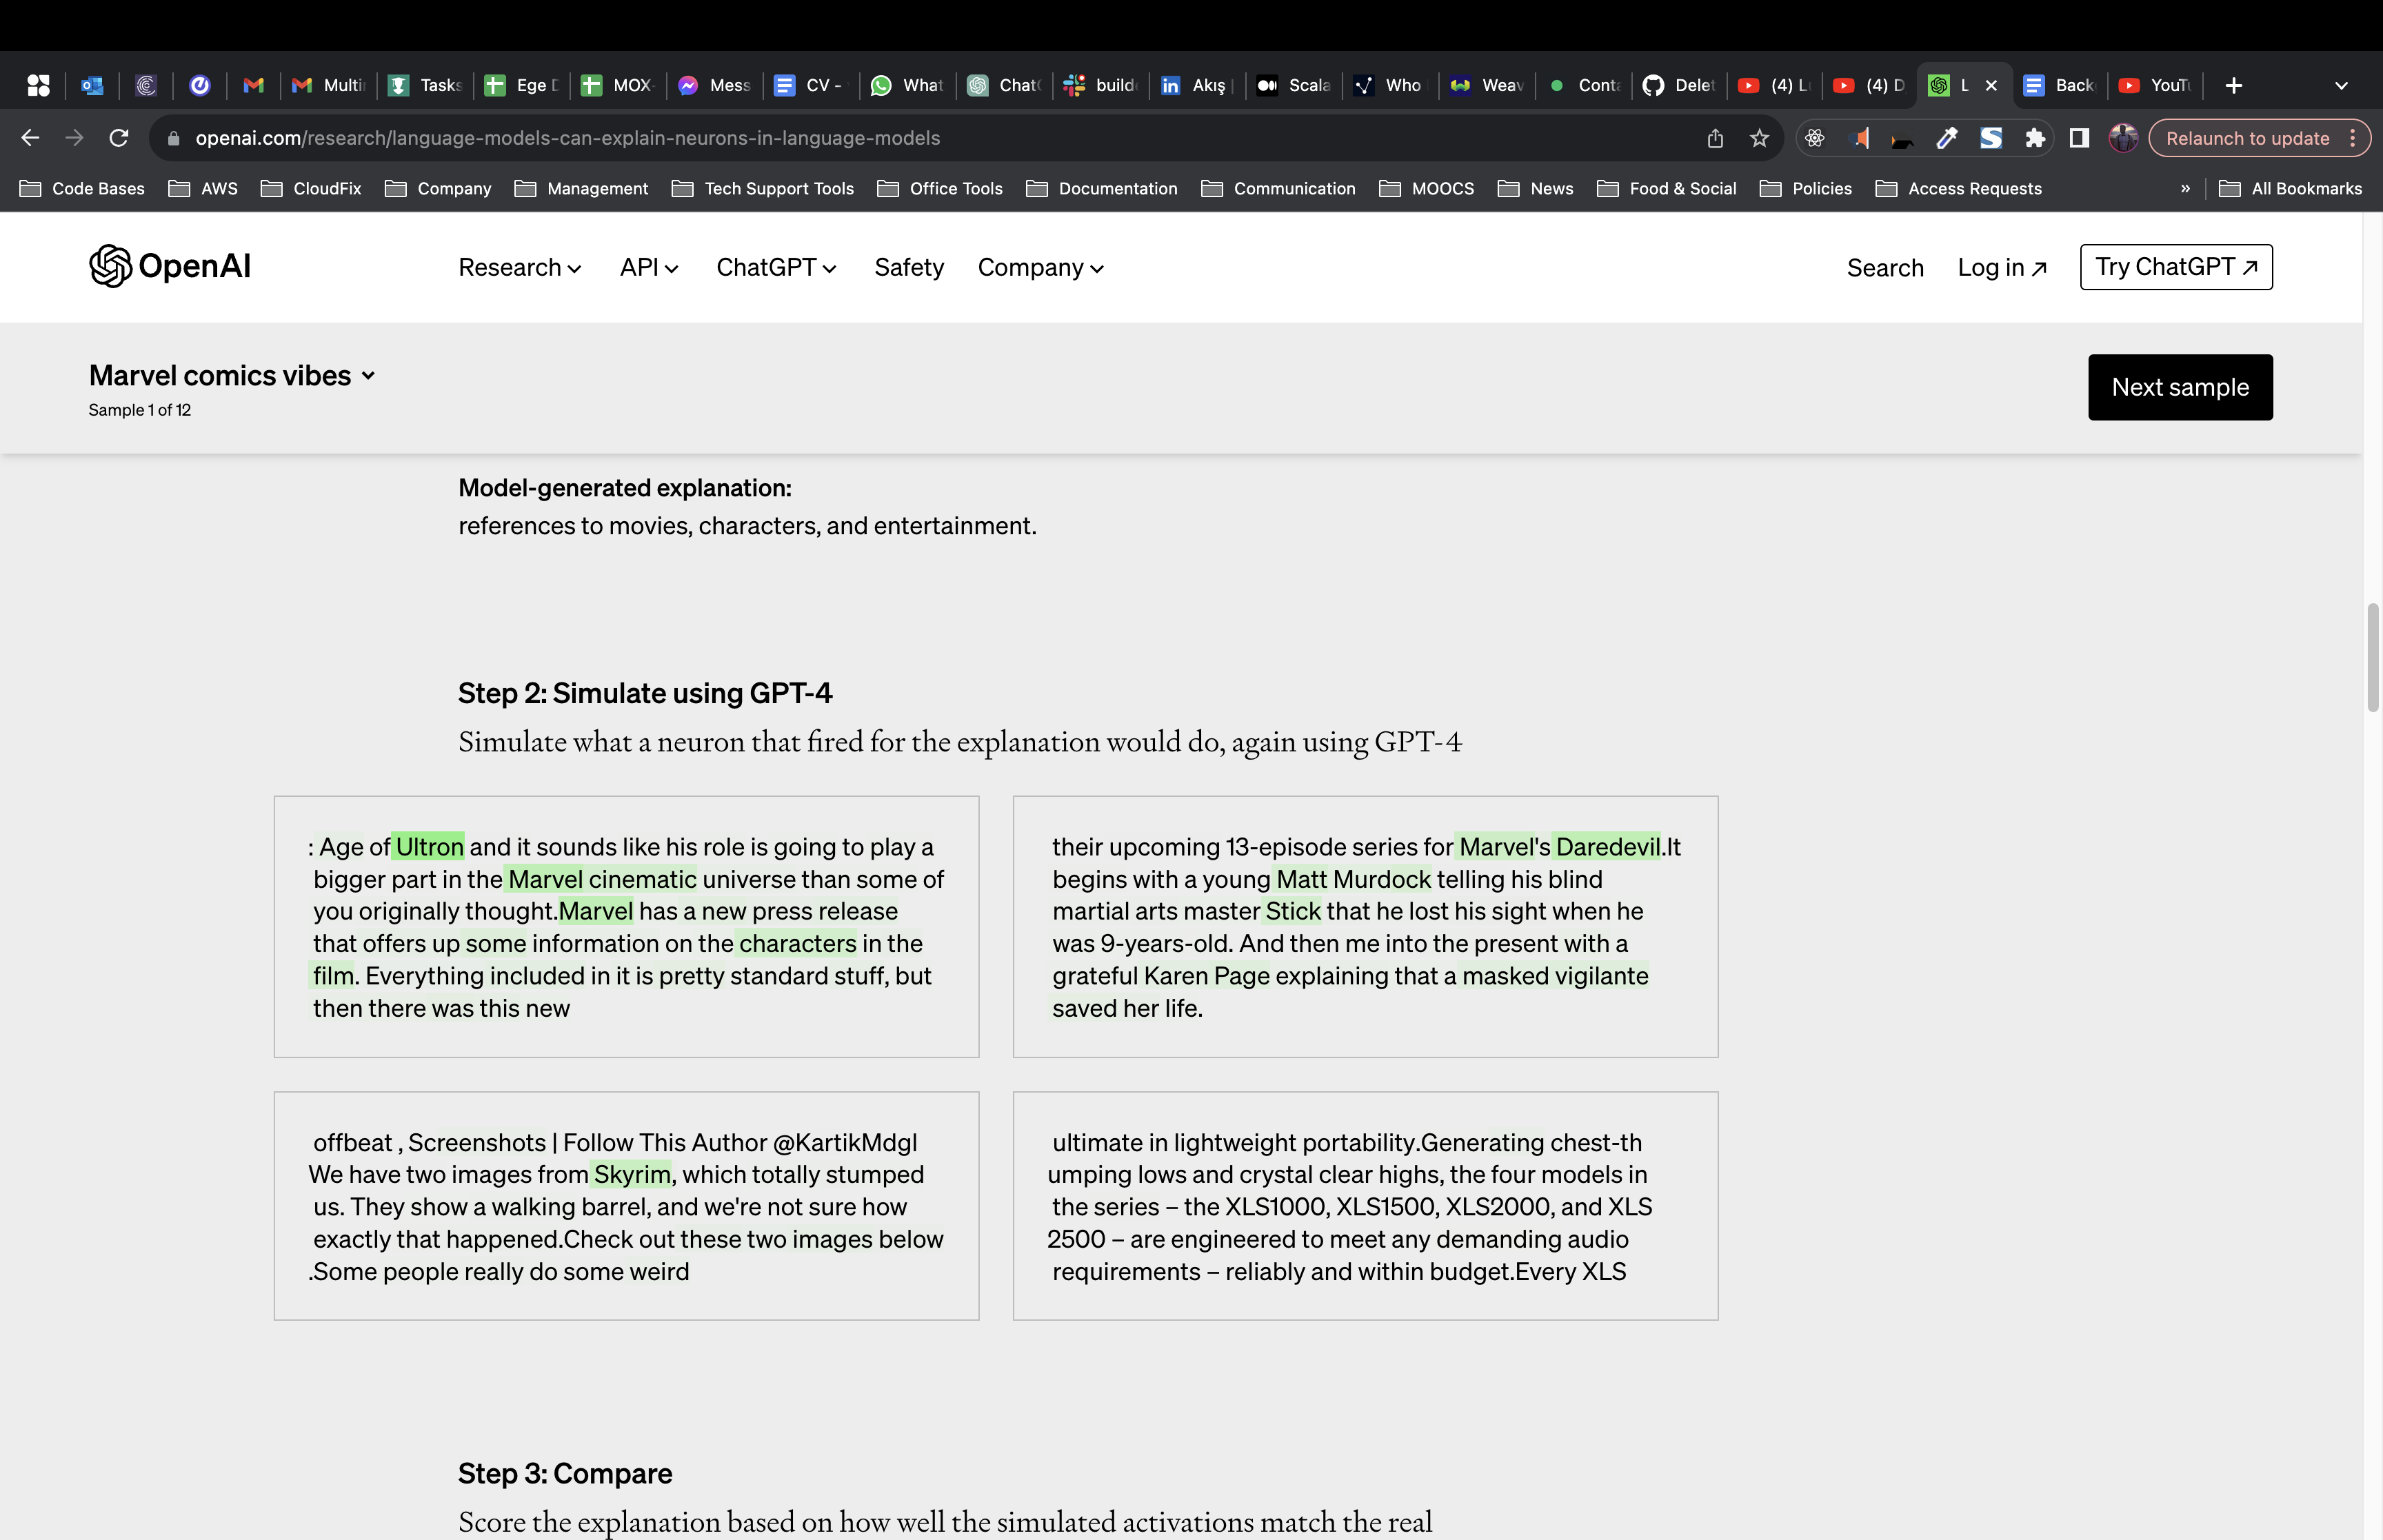 Multi
Tasks
Ege D
MOX-
Mess
CV -
What
Chat
build
Akış
Scala
Who
Weav
Conta
Delet
(4) L
(4) D
L
Back
YouTu
openai.com/research/language-models-can-explain-neurons-in-language-models
Relaunch to update
Code Bases
AWS
CloudFix
Company
Management
Tech Support Tools
Office Tools
Documentation
Communication
MOOCS
News
Food & Social
Policies
Access Requests
»
All Bookmarks
OpenAI
Research
API
ChatGPT
Safety
Company
Search
Log in ↗
Try ChatGPT ↗
Marvel comics vibes
Sample 1 of 12
Next sample
Model-generated explanation:
references to movies, characters, and entertainment.
Step 2: Simulate using GPT-4
Simulate what a neuron that fired for the explanation would do, again using GPT-4
: Age of Ultron and it sounds like his role is going to play a
bigger part in the Marvel cinematic universe than some of
you originally thought.Marvel has a new press release
that offers up some information on the characters in the
film. Everything included in it is pretty standard stuff, but
then there was this new
their upcoming 13-episode series for Marvel's Daredevil.It
begins with a young Matt Murdock telling his blind
martial arts master Stick that he lost his sight when he
was 9-years-old. And then me into the present with a
grateful Karen Page explaining that a masked vigilante
saved her life.
offbeat , Screenshots | Follow This Author @KartikMdgl
We have two images from Skyrim, which totally stumped
us. They show a walking barrel, and we're not sure how
exactly that happened.Check out these two images below
.Some people really do some weird
ultimate in lightweight portability.Generating chest-th
umping lows and crystal clear highs, the four models in
the series – the XLS1000, XLS1500, XLS2000, and XLS
2500 – are engineered to meet any demanding audio
requirements – reliably and within budget.Every XLS
Step 3: Compare
Score the explanation based on how well the simulated activations match the real